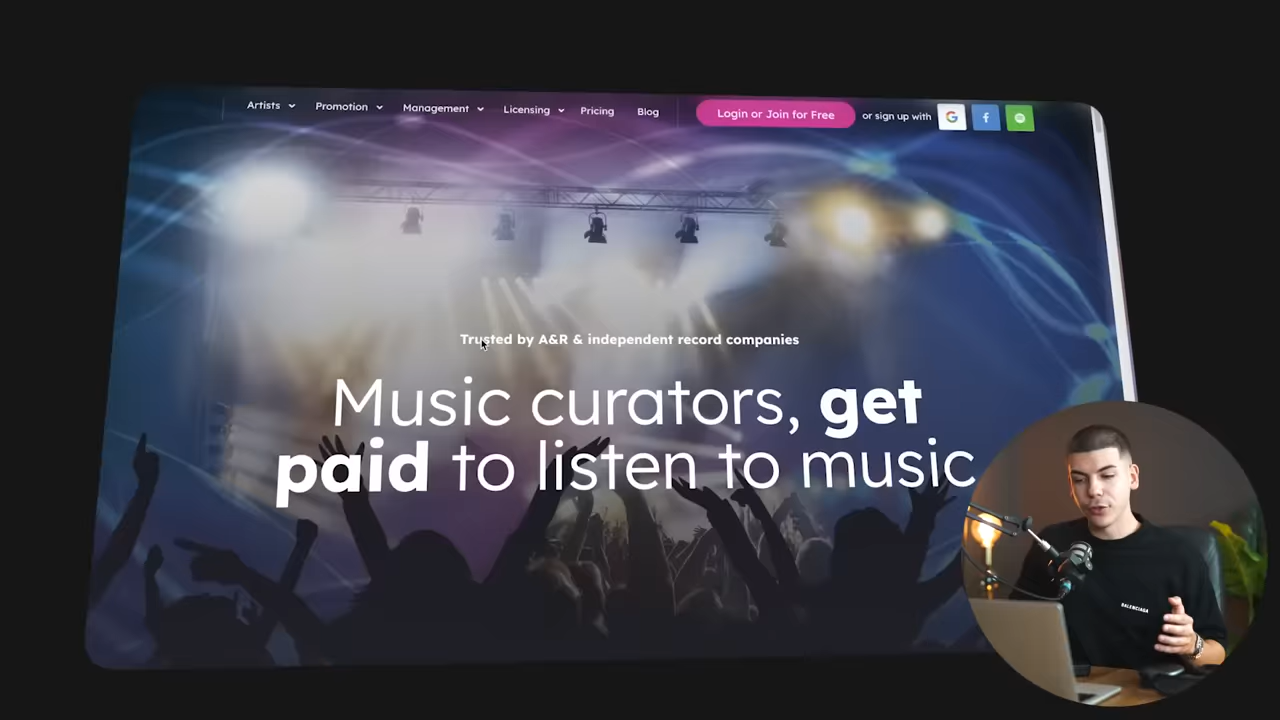 Artists Promotion Management Licensing Pricing Blog Login or Join for Free or sign up with G f
Trusted by A&R & independent record companies
Music curators, get
paid to listen to music
BALENCIAGA